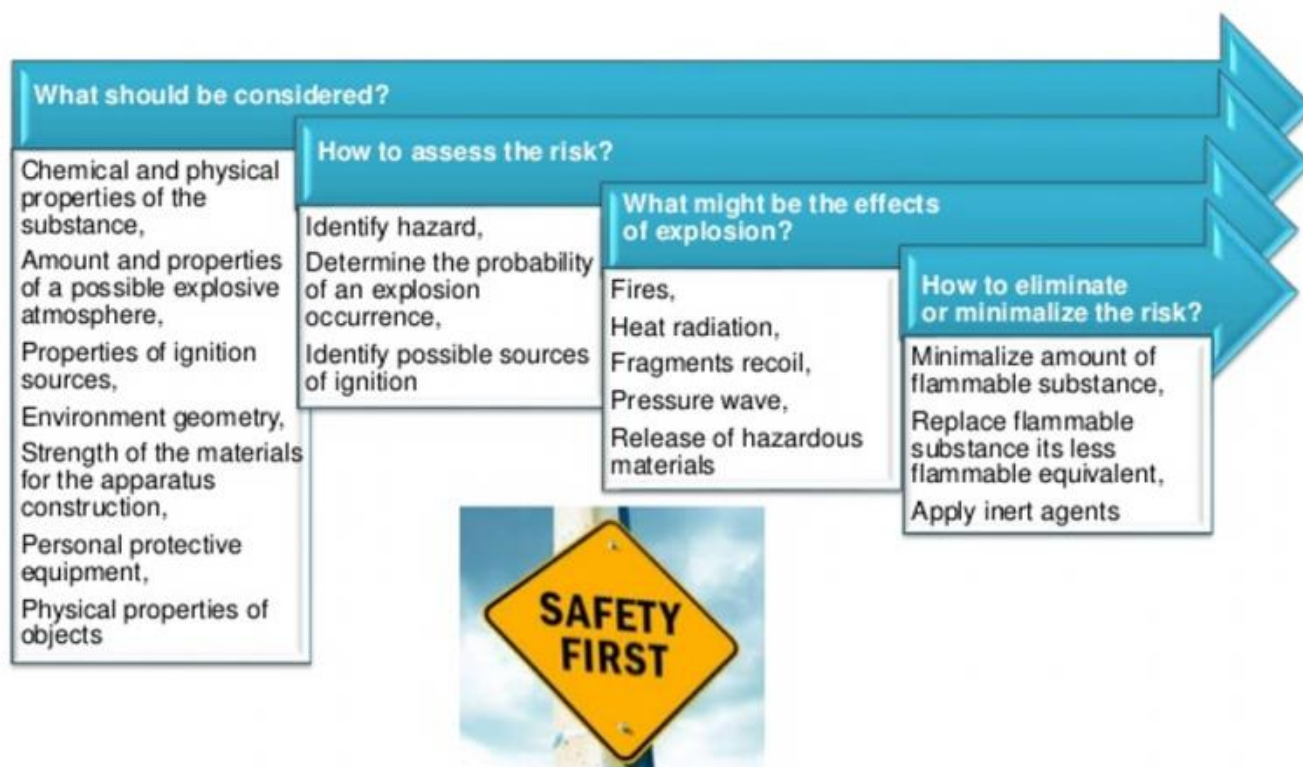 What should be considered?
Chemical and physical
properties of the
substance,
Amount and properties
of a possible explosive
atmosphere,
Properties of ignition
sources,
Environment geometry,
Strength of the materials
for the apparatus
construction,
Personal protective
equipment,
Physical properties of
objects
How to assess the risk?
Identify hazard,
Determine the probability
of an explosion
occurrence,
Identify possible sources
of ignition
What might be the effects
of explosion?
Fires,
Heat radiation,
Fragments recoil,
Pressure wave,
Release of hazardous
materials
How to eliminate
or minimalize the risk?
Minimalize amount of
flammable substance,
Replace flammable
substance its less
flammable equivalent,
Apply inert agents
SAFETY
FIRST